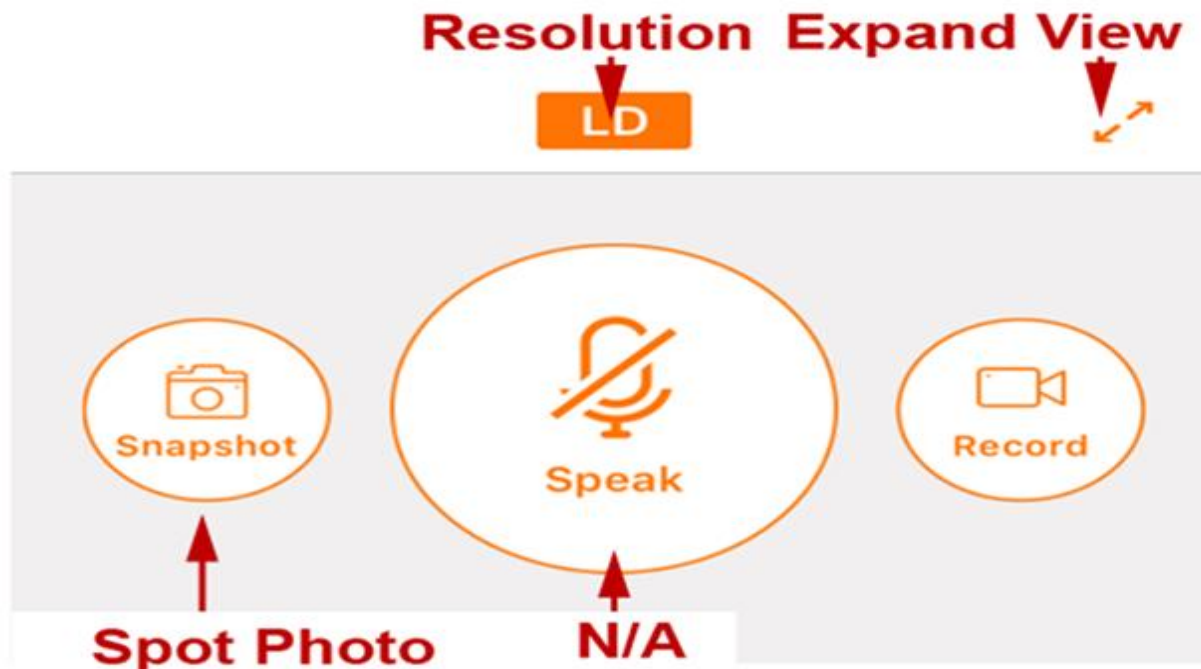 Resolution Expand View
LD
Snapshot
Speak
Record
Spot Photo
N/A